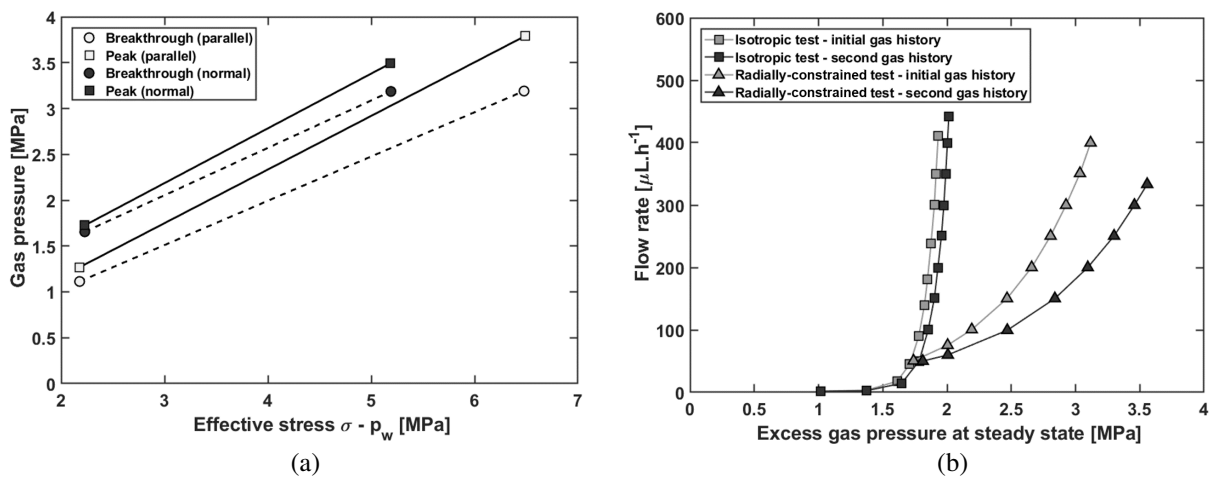 4
3.5
3
2.5
2
1.5
1
0.5
0
Gas pressure [MPa]
Breakthrough (parallel)
Peak (parallel)
Breakthrough (normal)
Peak (normal)
2 3 4 5 6 7
Effective stress σ - p_w [MPa]
(a)
600
500
400
300
200
100
0
Flow rate [μL.h⁻¹]
Isotropic test - initial gas history
Isotropic test - second gas history
Radially-constrained test - initial gas history
Radially-constrained test - second gas history
0 0.5 1 1.5 2 2.5 3 3.5 4
Excess gas pressure at steady state [MPa]
(b)